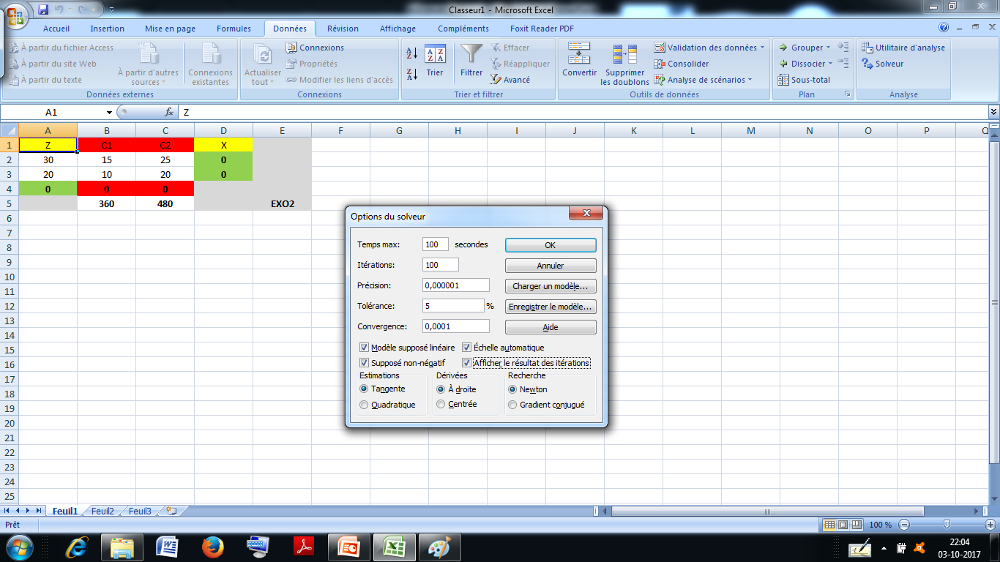 Classeur1 - Microsoft Excel
Accueil Insertion Mise en page Formules Données Révision Affichage Compléments Foxit Reader PDF
À partir du fichier Access
À partir du site Web
À partir du texte
À partir d'autres sources
Connexions existantes
Données externes
Actualiser tout
Connexions
Propriétés
Modifier les liens d'accès
Connexions
A Z
Z A
A Z Z A
Trier
Filtrer
Effacer
Réappliquer
Avancé
Trier et filtrer
Convertir
Supprimer les doublons
Validation des données
Consolider
Analyse de scénarios
Outils de données
Grouper
Dissocier
Sous-total
Plan
Utilitaire d'analyse
Solveur
Analyse
A1 fx Z
A B C D E F G H I J K L M N O P Q
1 Z C1 C2 X
2 30 15 25 0
3 20 10 20 0
4 0 0 0
5 360 480 EXO2
6
7
8
9
10
11
12
13
14
15
16
17
18
19
20
21
22
23
24
25
Options du solveur
Temps max: 100 secondes OK
Itérations: 100 Annuler
Précision: 0,000001 Charger un modèle...
Tolérance: 5 % Enregistrer le modèle...
Convergence: 0,0001 Aide
Modèle supposé linéaire Échelle automatique
Supposé non-négatif Afficher le résultat des itérations
Estimations Dérivées Recherche
Tangente À droite Newton
Quadratique Centrée Gradient conjugué
Feuil1 Feuil2 Feuil3
Prêt 100 %
22:04
03-10-2017